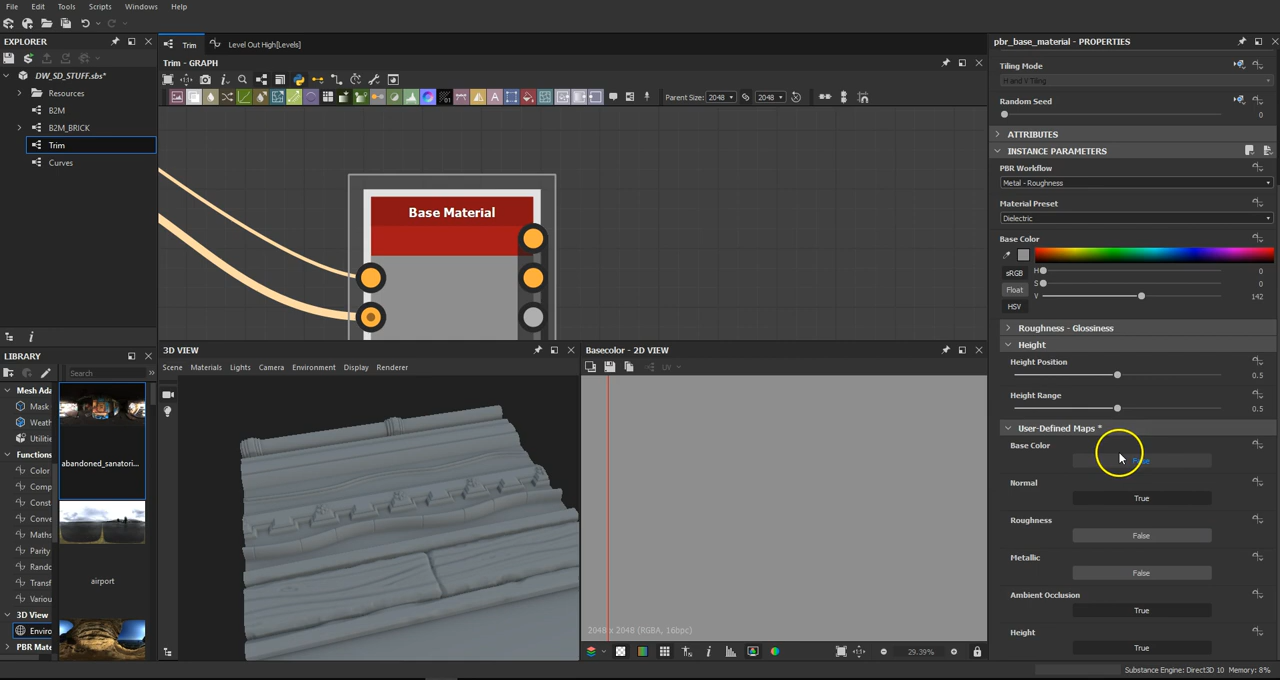 File Edit Tools Scripts Windows Help
EXPLORER
DW_SD_STUFF.sbs*
Resources
B2M
B2M_BRICK
Trim
Curves
Trim Level Out High[Levels]
Trim - GRAPH
Parent Size: 2048 2048
Base Material
LIBRARY
Search
Mesh Ada
Mask
Weath
Utilitie
Functions
Color
Comp
Const
Conve
Maths
Parity
Rando
Transf
Variou
3D View
Enviro
PBR Mate
abandoned_sanatori...
airport
3D VIEW
Scene Materials Lights Camera Environment Display Renderer
Basecolor - 2D VIEW
UV
2048 x 2048 (RGBA, 16bpc)
29.39%
pbr_base_material - PROPERTIES
Tiling Mode
H and V Tiling
Random Seed
0
ATTRIBUTES
INSTANCE PARAMETERS
PBR Workflow
Metal - Roughness
Material Preset
Dielectric
Base Color
sRGB
Float
HSV
H 0
S 0
V 142
Roughness - Glossiness
Height
Height Position
0.5
Height Range
0.5
User-Defined Maps *
Base Color
False
Normal
True
Roughness
False
Metallic
False
Ambient Occlusion
True
Height
True
Substance Engine: Direct3D 10 Memory: 8%